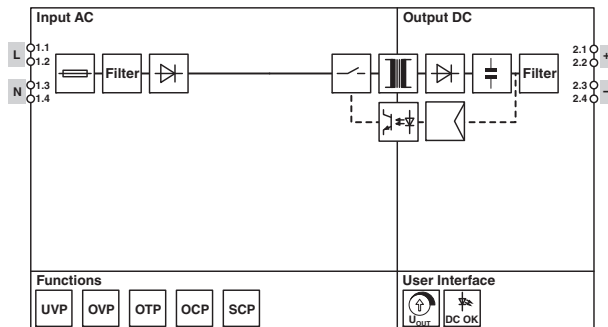 Input AC
Output DC
L
1.1
1.2
N
1.3
1.4
Filter
Filter
2.1
2.2
+
2.3
2.4
–
Functions
UVP
OVP
OTP
OCP
SCP
User Interface
UOUT
DC OK